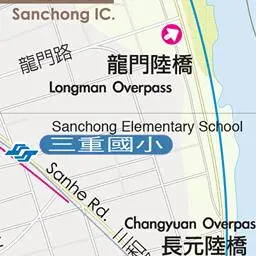 Sanchong IC.
龍門路
龍門陸橋
Longman Overpass
Sanchong Elementary School
三重國小
Sanhe Rd.
Changyuan Overpas
長元陸橋